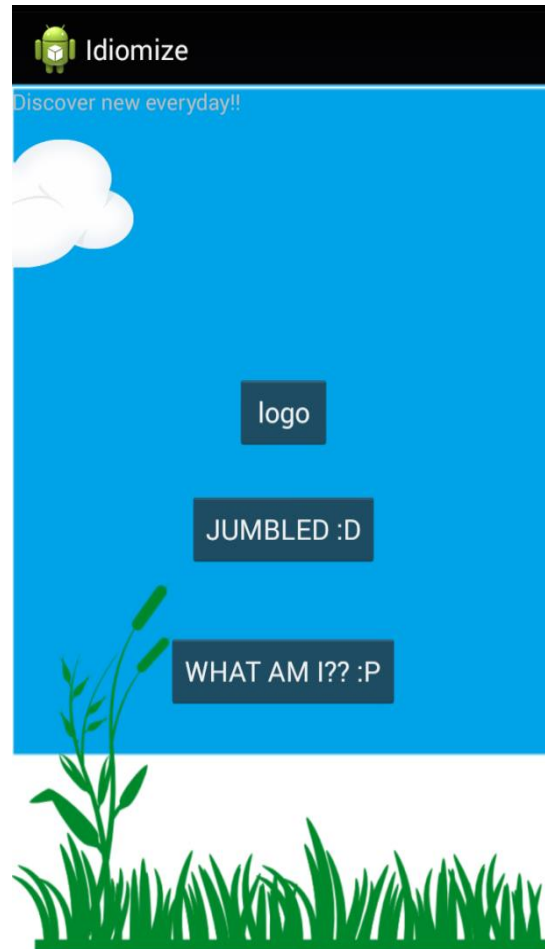 Idiomize
Discover new everyday!!
logo
JUMBLED :D
WHAT AM I?? :P